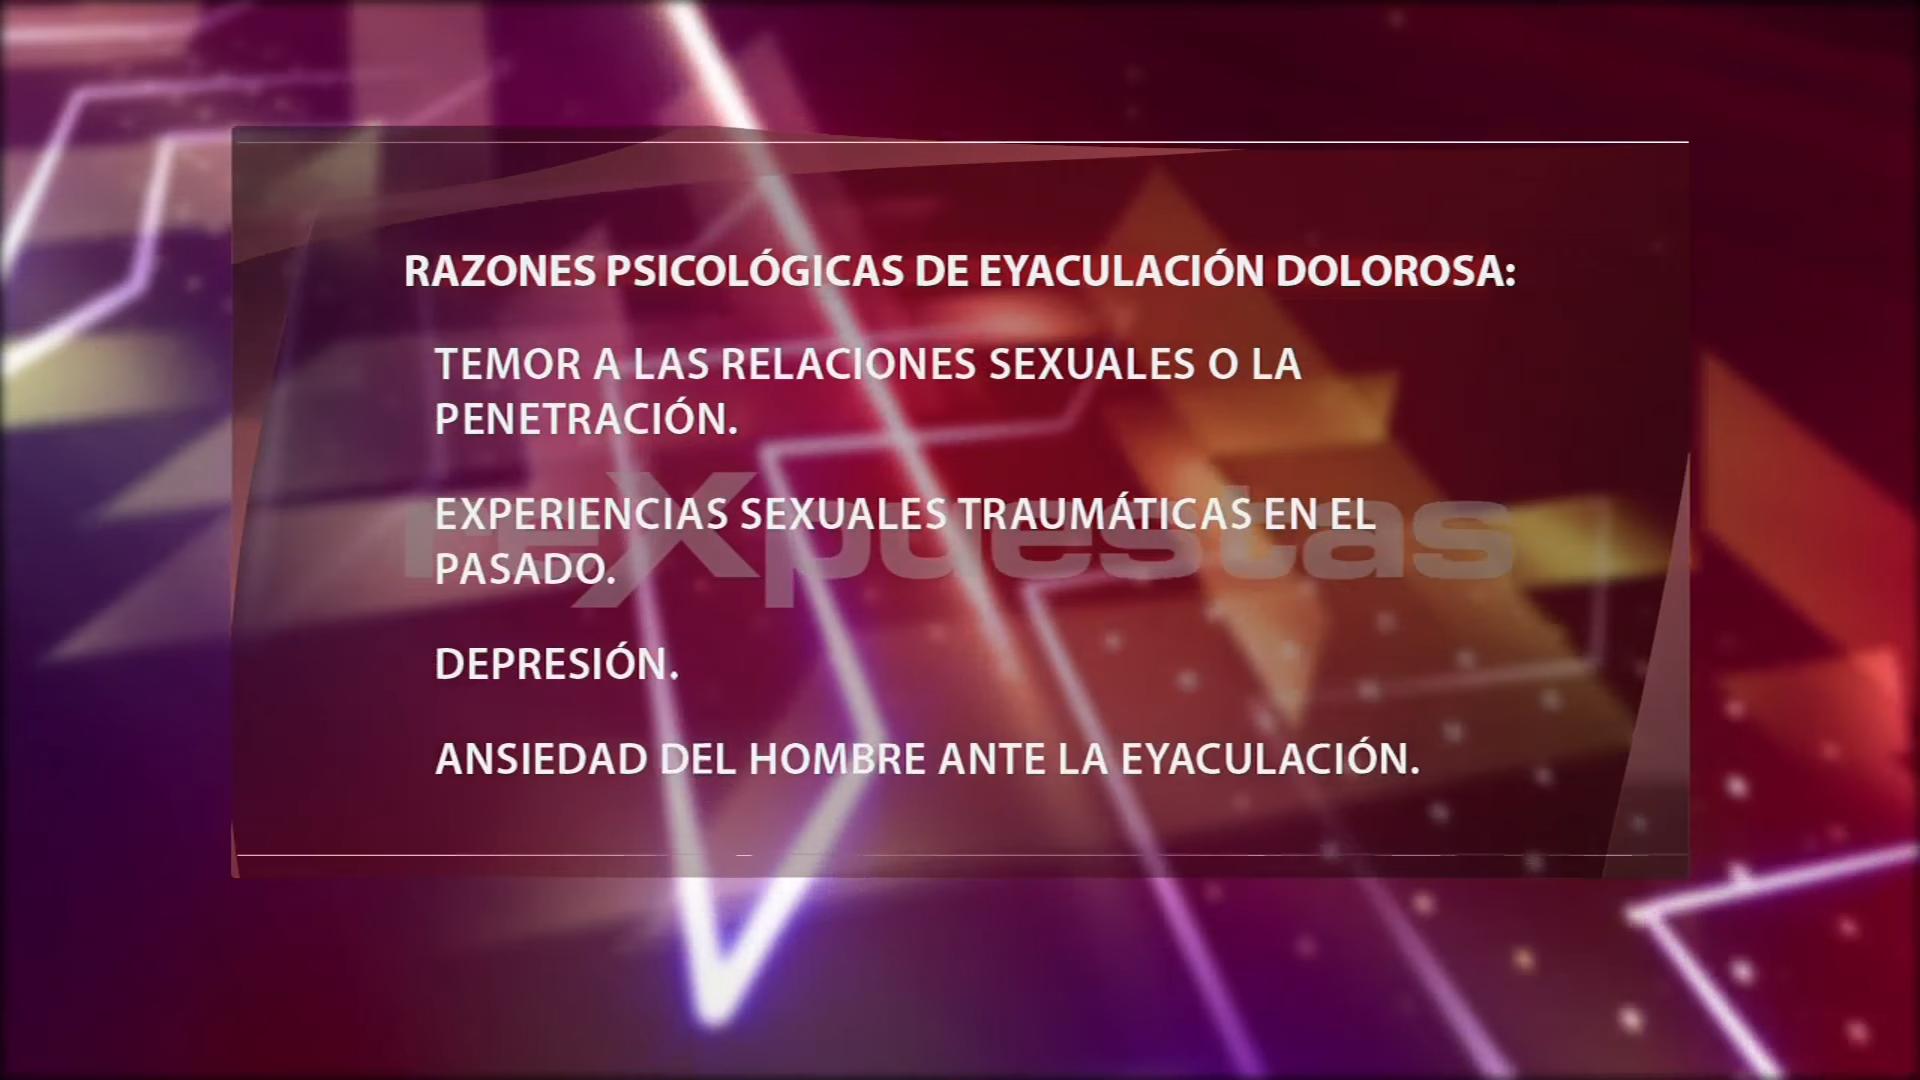 RAZONES PSICOLÓGICAS DE EYACULACIÓN DOLOROSA:
TEMOR A LAS RELACIONES SEXUALES O LA
PENETRACIÓN.
EXPERIENCIAS SEXUALES TRAUMÁTICAS EN EL
PASADO.
reXpuestas
DEPRESIÓN.
ANSIEDAD DEL HOMBRE ANTE LA EYACULACIÓN.